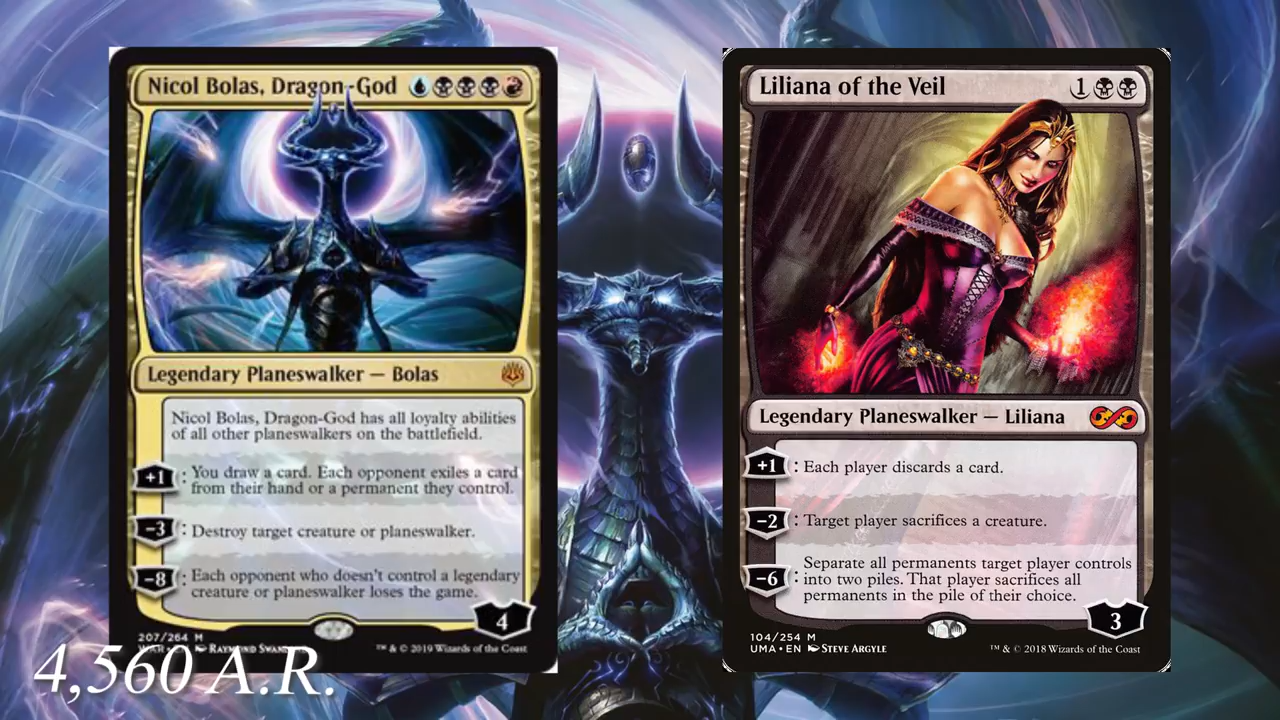 Nicol Bolas, Dragon-God
Legendary Planeswalker — Bolas
Nicol Bolas, Dragon-God has all loyalty abilities
of all other planeswalkers on the battlefield.
+1: You draw a card. Each opponent exiles a card
from their hand or a permanent they control.
−3: Destroy target creature or planeswalker.
−8: Each opponent who doesn't control a legendary
creature or planeswalker loses the game.
4
207/264 M
™ & © 2019 Wizards of the Coast
4,560 A.R.
Liliana of the Veil 1
Legendary Planeswalker — Liliana
+1: Each player discards a card.
−2: Target player sacrifices a creature.
−6: Separate all permanents target player controls
into two piles. That player sacrifices all
permanents in the pile of their choice.
3
104/254 M
UMA • EN Steve Argyle
™ & © 2018 Wizards of the Coast